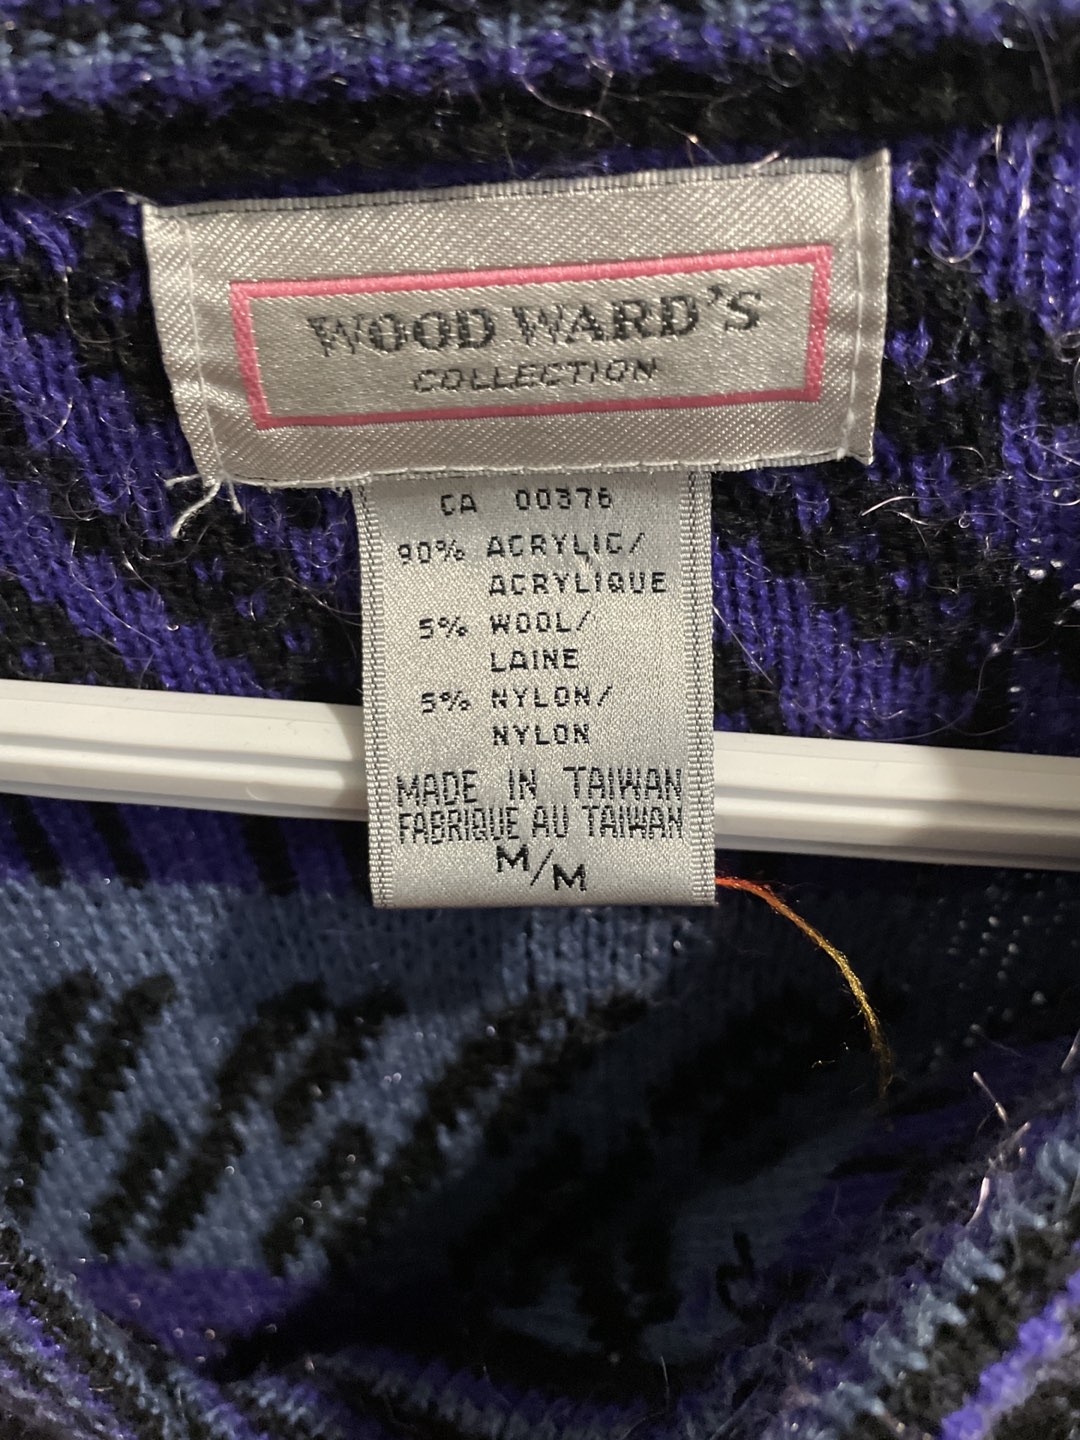 WOOD WARD'S
COLLECTION
CA 00376
90% ACRYLIC/
ACRYLIQUE
5% WOOL/
LAINE
5% NYLON/
NYLON
MADE IN TAIWAN
FABRIQUE AU TAIWAN
M/M